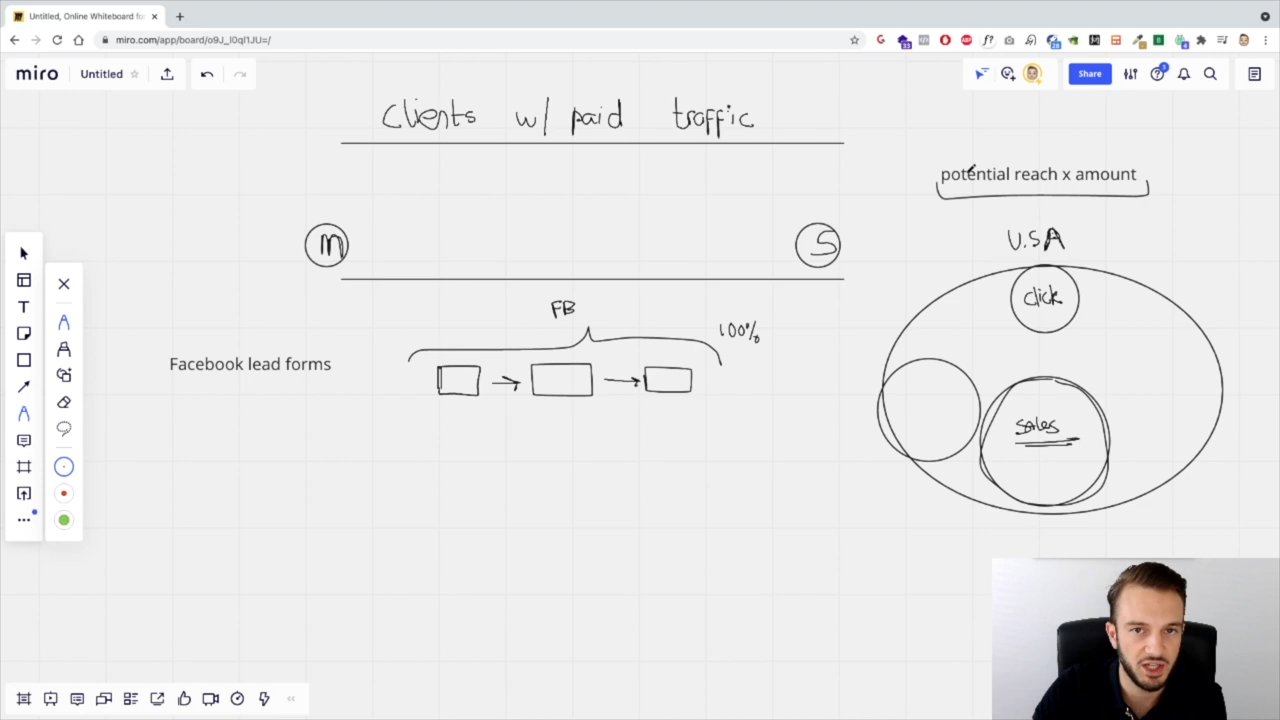 Untitled, Online Whiteboard for
miro.com/app/board/o9J_l0ql1JU=/
miro
Untitled
Share
clients w/ paid traffic
potential reach x amount
U.S.A
M
S
click
FB
100%
Facebook lead forms
sales